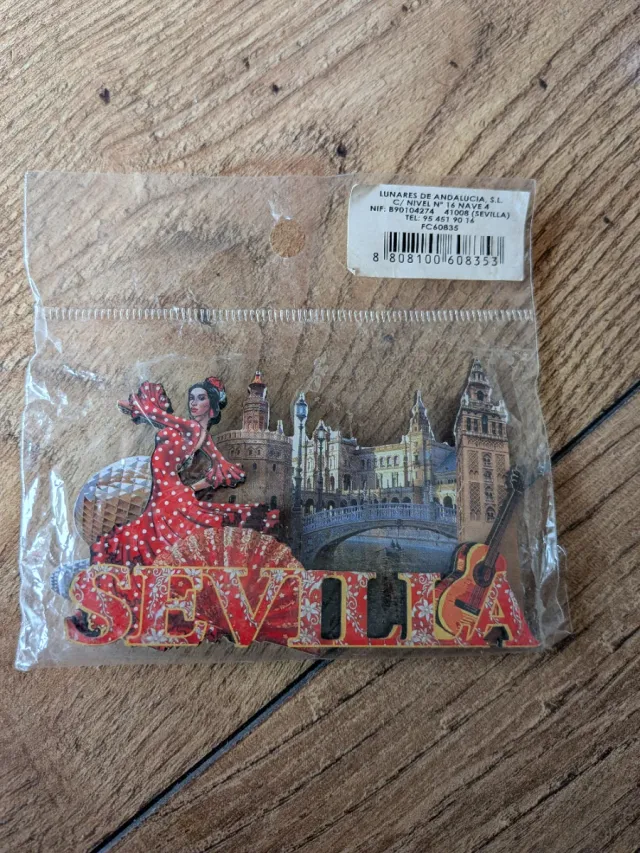 LUNARES DE ANDALUCIA, S.L.
C/ NIVEL Nº 16 NAVE 4
NIF: B90104274 41008 (SEVILLA)
TEL: 95 451 90 16
FC60835
8 808100 608353
SEVILLA